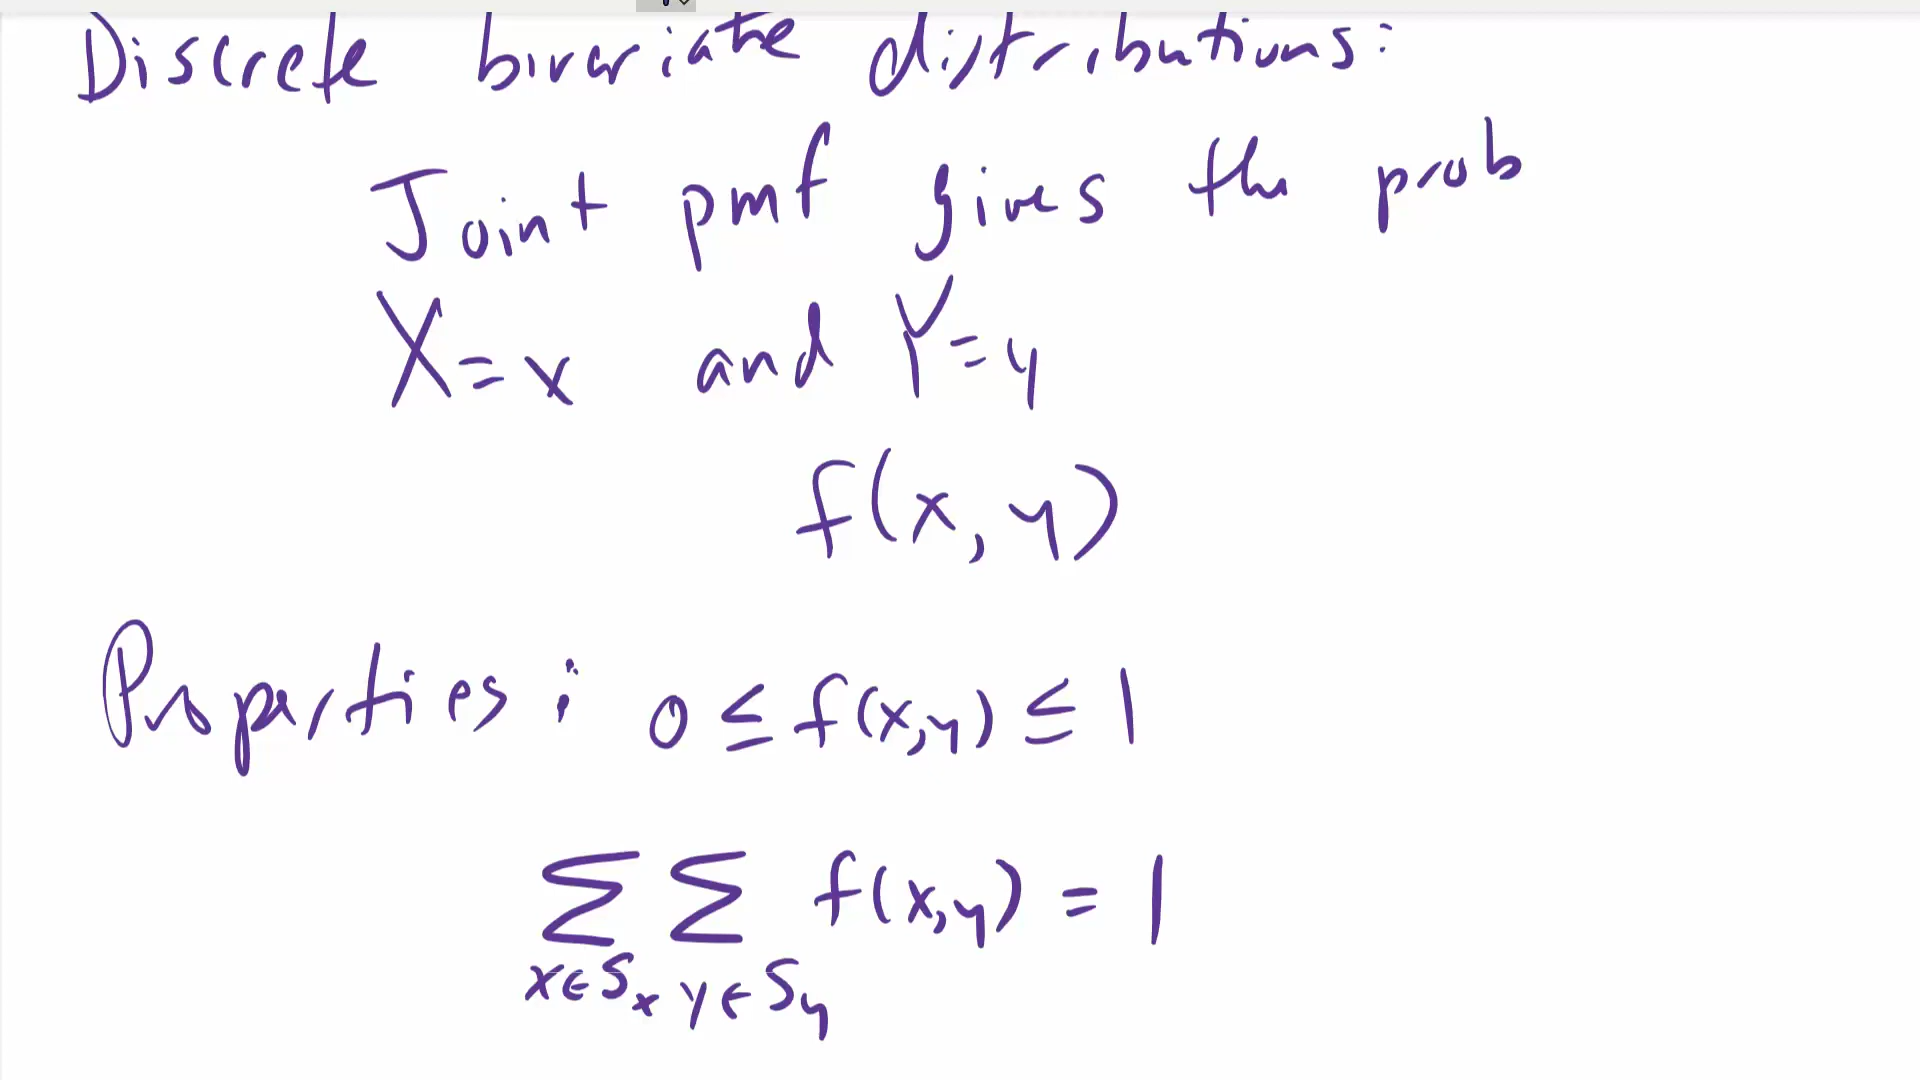 Discrete bivariate distributions:
Joint pmf gives the prob
X=x and Y=y
f(x,y)
Properties: 0 ≤ f(x,y) ≤ 1
∑ ∑ f(x,y) = 1
x∈Sx y∈Sy